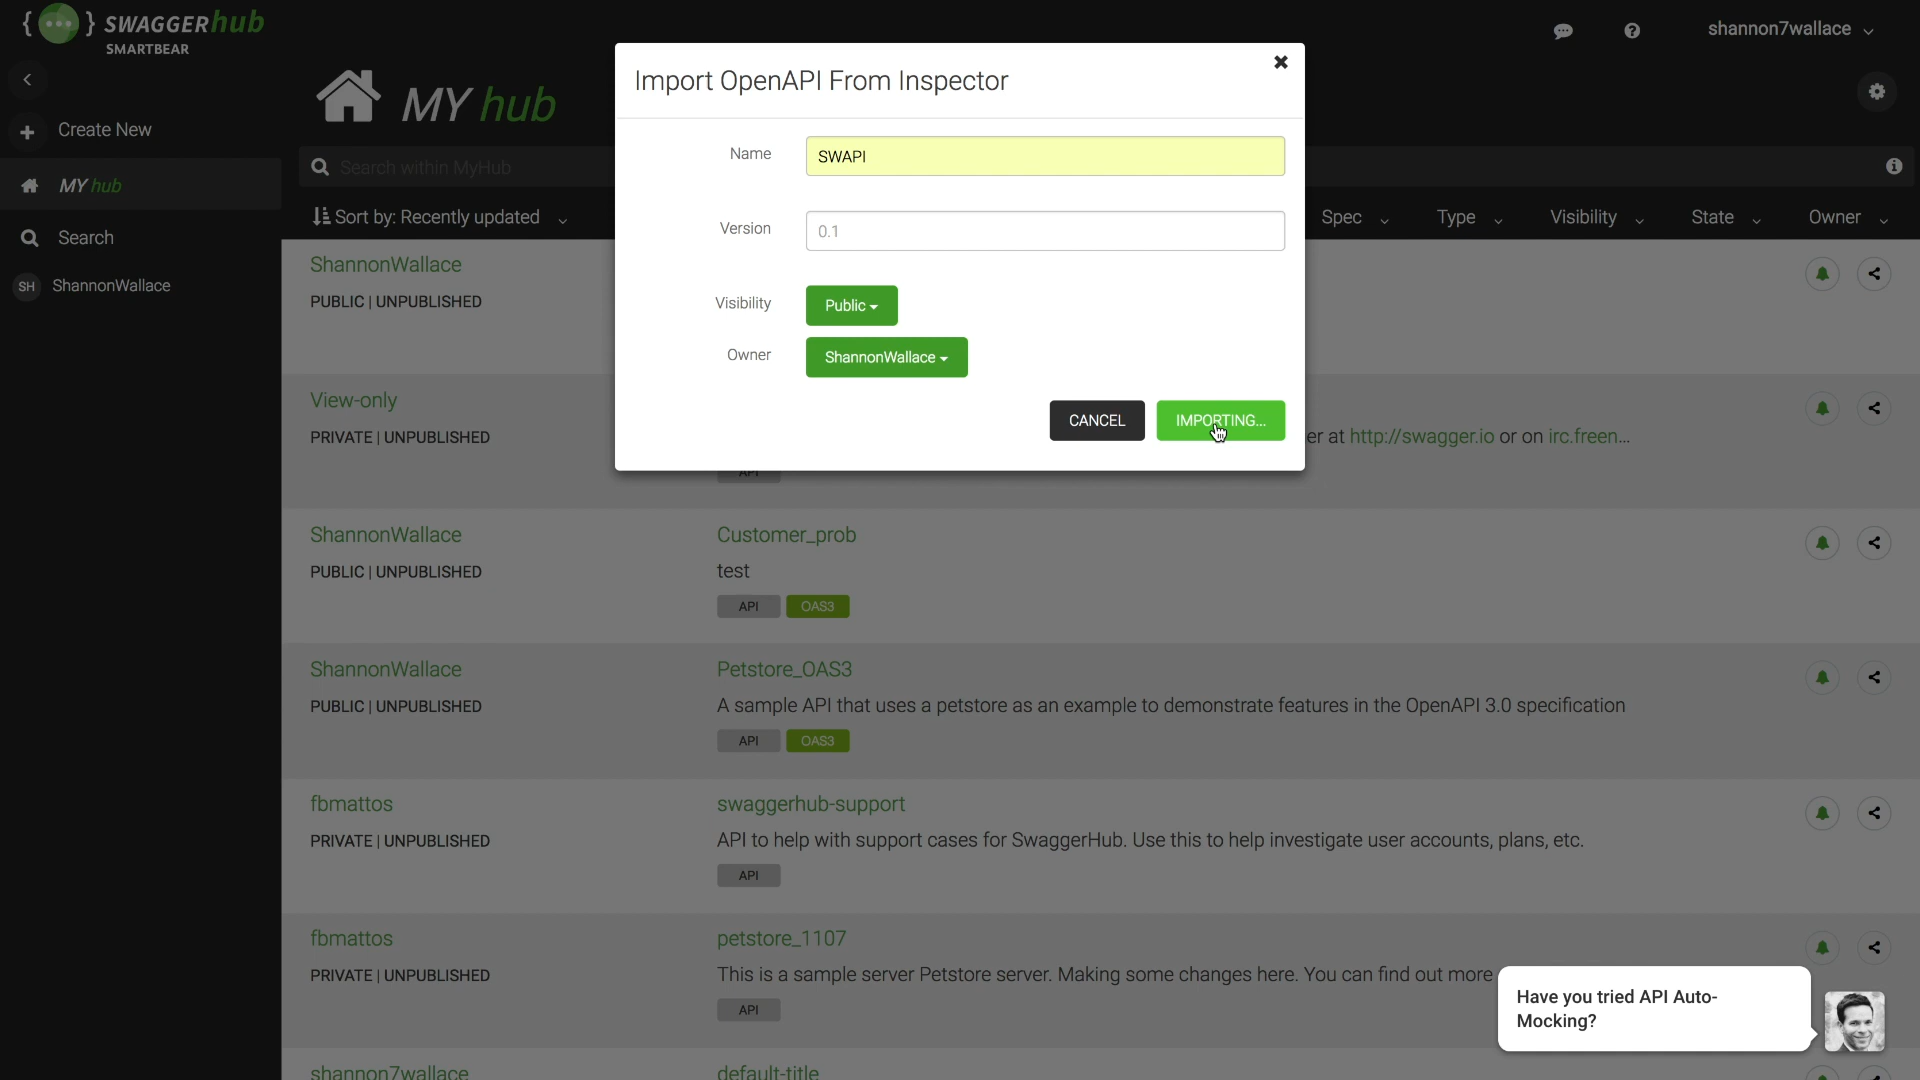 SWAGGERhub
SMARTBEAR
shannon7wallace
Import OpenAPI From Inspector
MY hub
Create New
Name
SWAPI
MY hub
Search within MyHub
Version
0.1
Sort by: Recently updated
Spec
Type
Visibility
State
Owner
Search
SH ShannonWallace
ShannonWallace
PUBLIC | UNPUBLISHED
Visibility
Public
Owner
ShannonWallace
View-only
PRIVATE | UNPUBLISHED
CANCEL
IMPORTING...
er at http://swagger.io or on irc.freen...
API
ShannonWallace
Customer_prob
PUBLIC | UNPUBLISHED
test
API
OAS3
ShannonWallace
Petstore_OAS3
PUBLIC | UNPUBLISHED
A sample API that uses a petstore as an example to demonstrate features in the OpenAPI 3.0 specification
API
OAS3
fbmattos
swaggerhub-support
PRIVATE | UNPUBLISHED
API to help with support cases for SwaggerHub. Use this to help investigate user accounts, plans, etc.
API
fbmattos
petstore_1107
PRIVATE | UNPUBLISHED
This is a sample server Petstore server. Making some changes here. You can find out more
API
Have you tried API Auto-
Mocking?
shannon7wallace
default-title